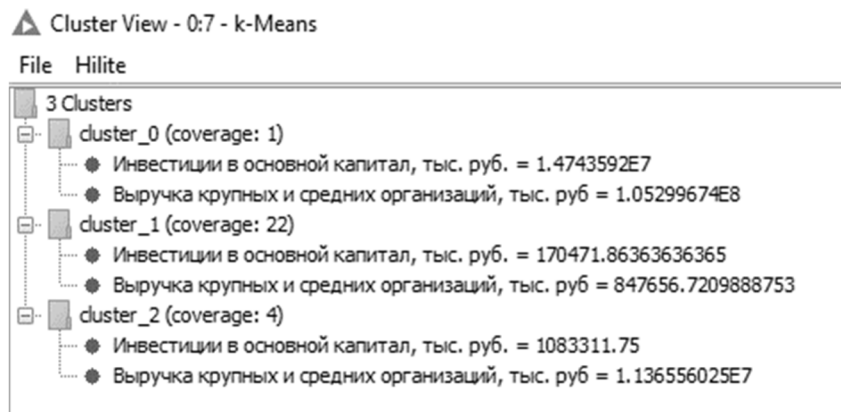 Cluster View - 0:7 - k-Means
File Hilite
3 Clusters
cluster_0 (coverage: 1)
Инвестиции в основной капитал, тыс. руб. = 1.4743592E7
Выручка крупных и средних организаций, тыс. руб = 1.05299674E8
cluster_1 (coverage: 22)
Инвестиции в основной капитал, тыс. руб. = 170471.86363636365
Выручка крупных и средних организаций, тыс. руб = 847656.7209888753
cluster_2 (coverage: 4)
Инвестиции в основной капитал, тыс. руб. = 1083311.75
Выручка крупных и средних организаций, тыс. руб = 1.136556025E7